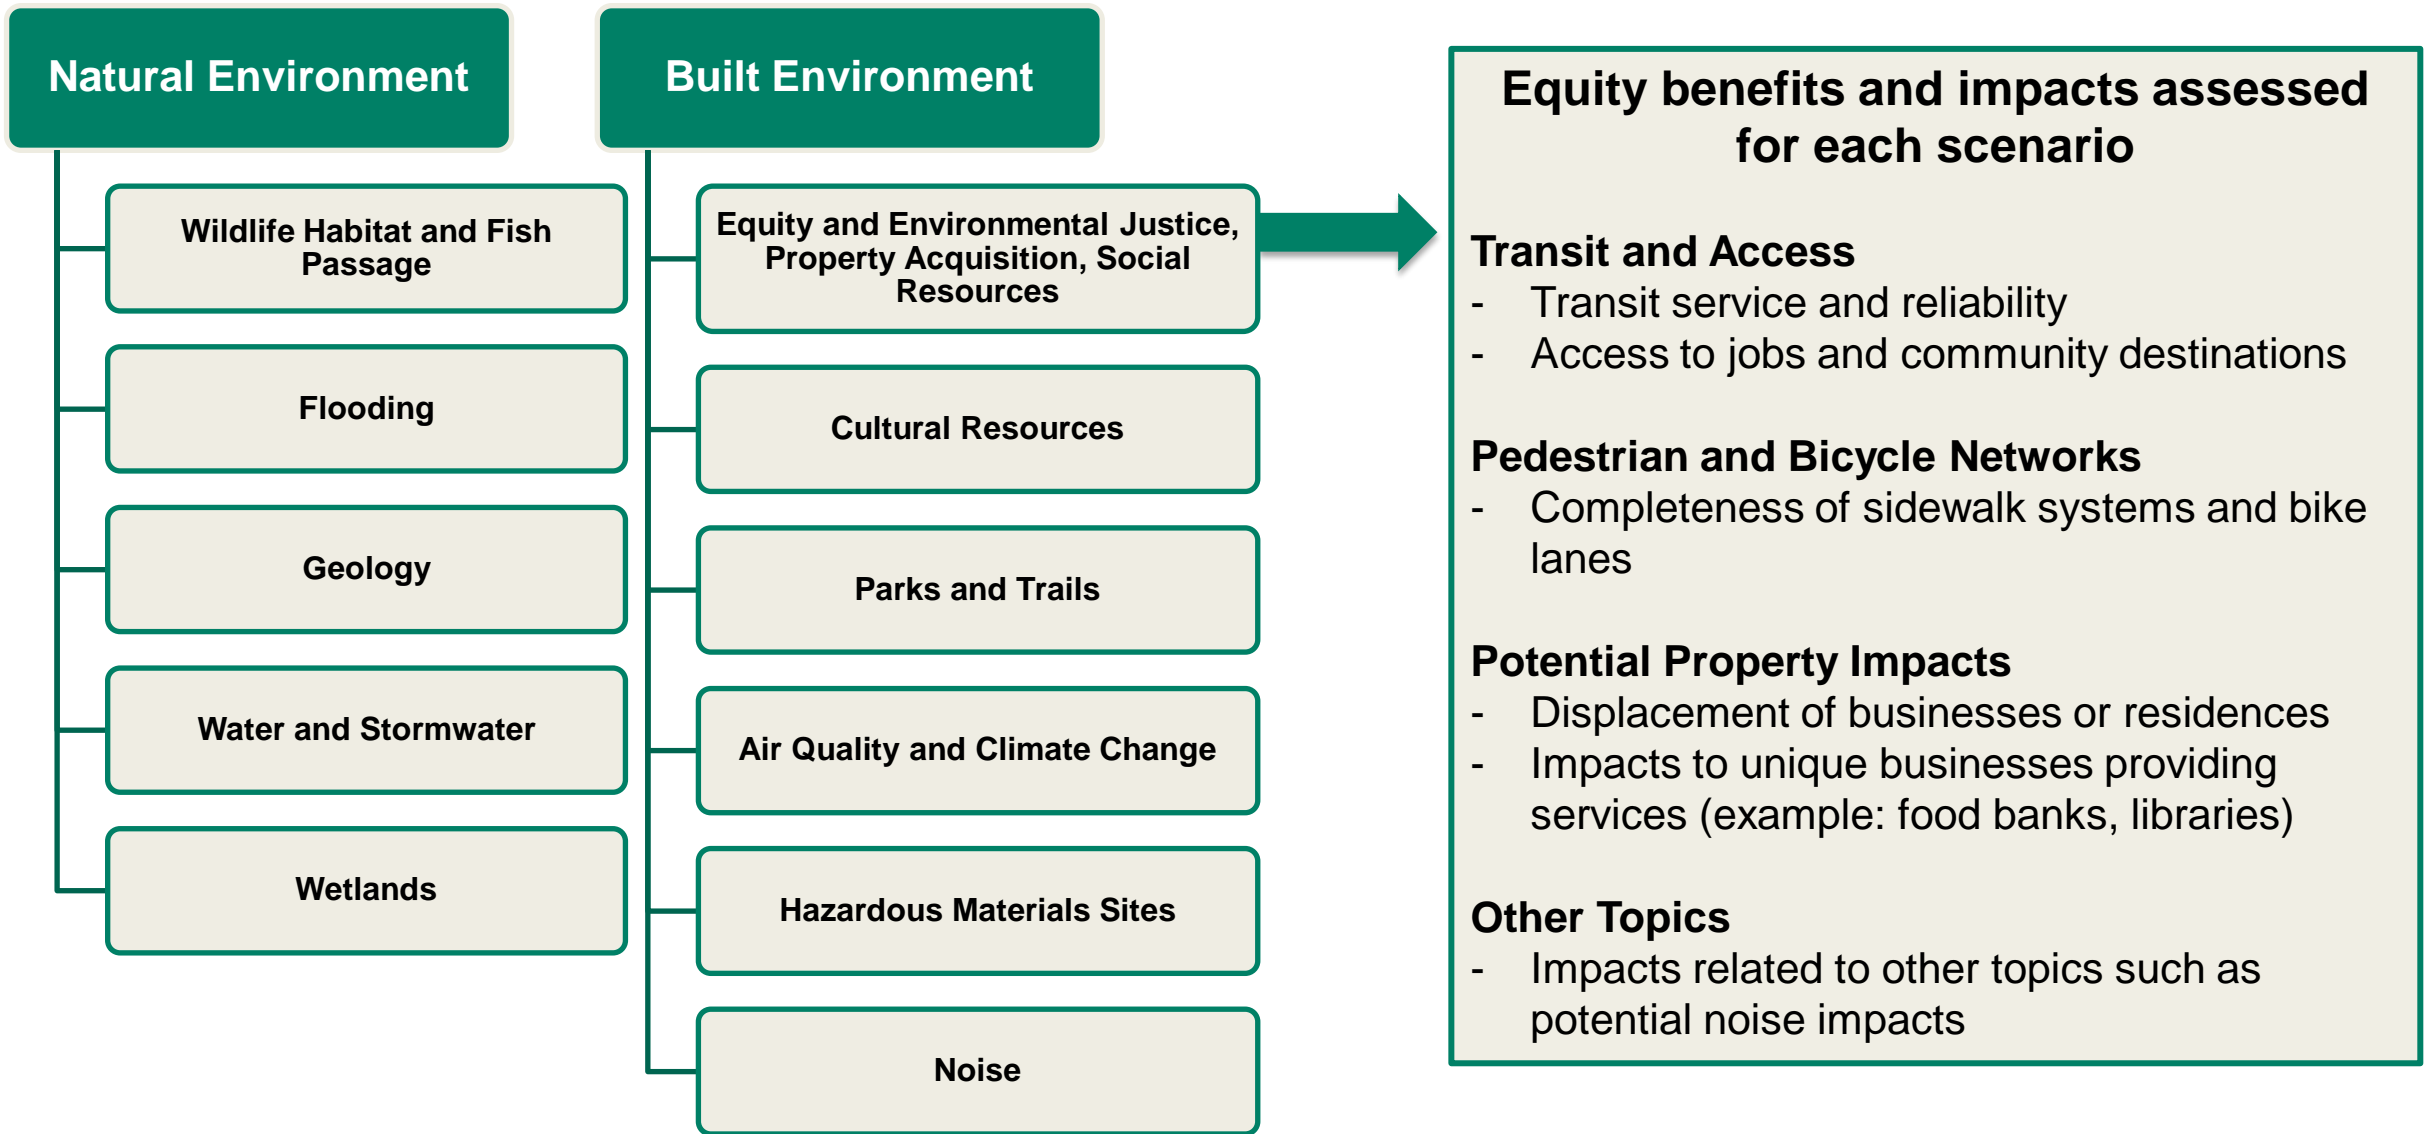 Natural Environment
Wildlife Habitat and Fish
Passage
Flooding
Geology
Water and Stormwater
Wetlands
Built Environment
Equity and Environmental Justice,
Property Acquisition, Social
Resources
Cultural Resources
Parks and Trails
Air Quality and Climate Change
Hazardous Materials Sites
Noise
Equity benefits and impacts assessed
for each scenario
Transit and Access
- Transit service and reliability
- Access to jobs and community destinations
Pedestrian and Bicycle Networks
- Completeness of sidewalk systems and bike
lanes
Potential Property Impacts
- Displacement of businesses or residences
- Impacts to unique businesses providing
services (example: food banks, libraries)
Other Topics
- Impacts related to other topics such as
potential noise impacts